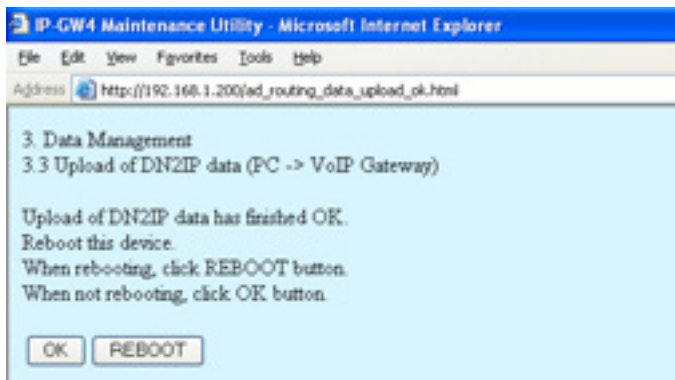 IP-GW4 Maintenance Utility - Microsoft Internet Explorer
File Edit View Favorites Tools Help
Address http://192.168.1.200/ad_routing_data_upload_ok.html
3. Data Management
3.3 Upload of DN2IP data (PC -> VoIP Gateway)
Upload of DN2IP data has finished OK.
Reboot this device.
When rebooting, click REBOOT button.
When not rebooting, click OK button.
OK REBOOT